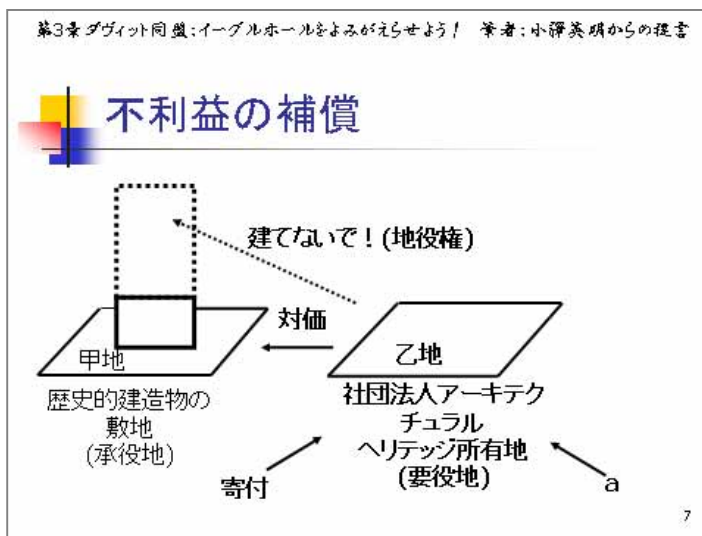 第3景ダヴィット同盟:イーグルホールをよみがえらせよう! 筆者:小澤英明からの提言
不利益の補償
建てないで!(地役権)
対価
甲地
乙地
歴史的建造物の
敷地
(承役地)
社団法人アーキテク
チュラル
ヘリテッジ所有地
(要役地)
寄付
a
7